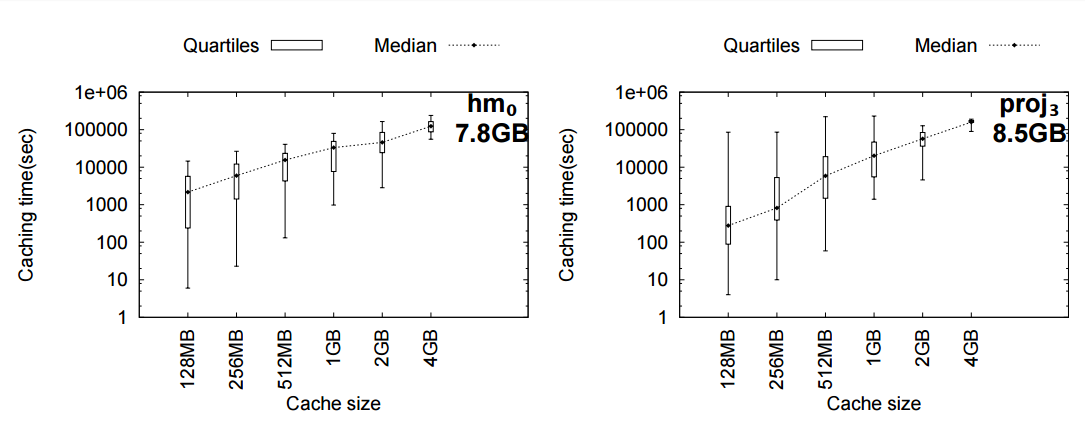 Quartiles
Median
1e+06
100000
10000
1000
100
10
1
Caching time(sec)
hm₀
7.8GB
128MB
256MB
512MB
1GB
2GB
4GB
Cache size
Quartiles
Median
1e+06
100000
10000
1000
100
10
1
Caching time(sec)
proj₃
8.5GB
128MB
256MB
512MB
1GB
2GB
4GB
Cache size